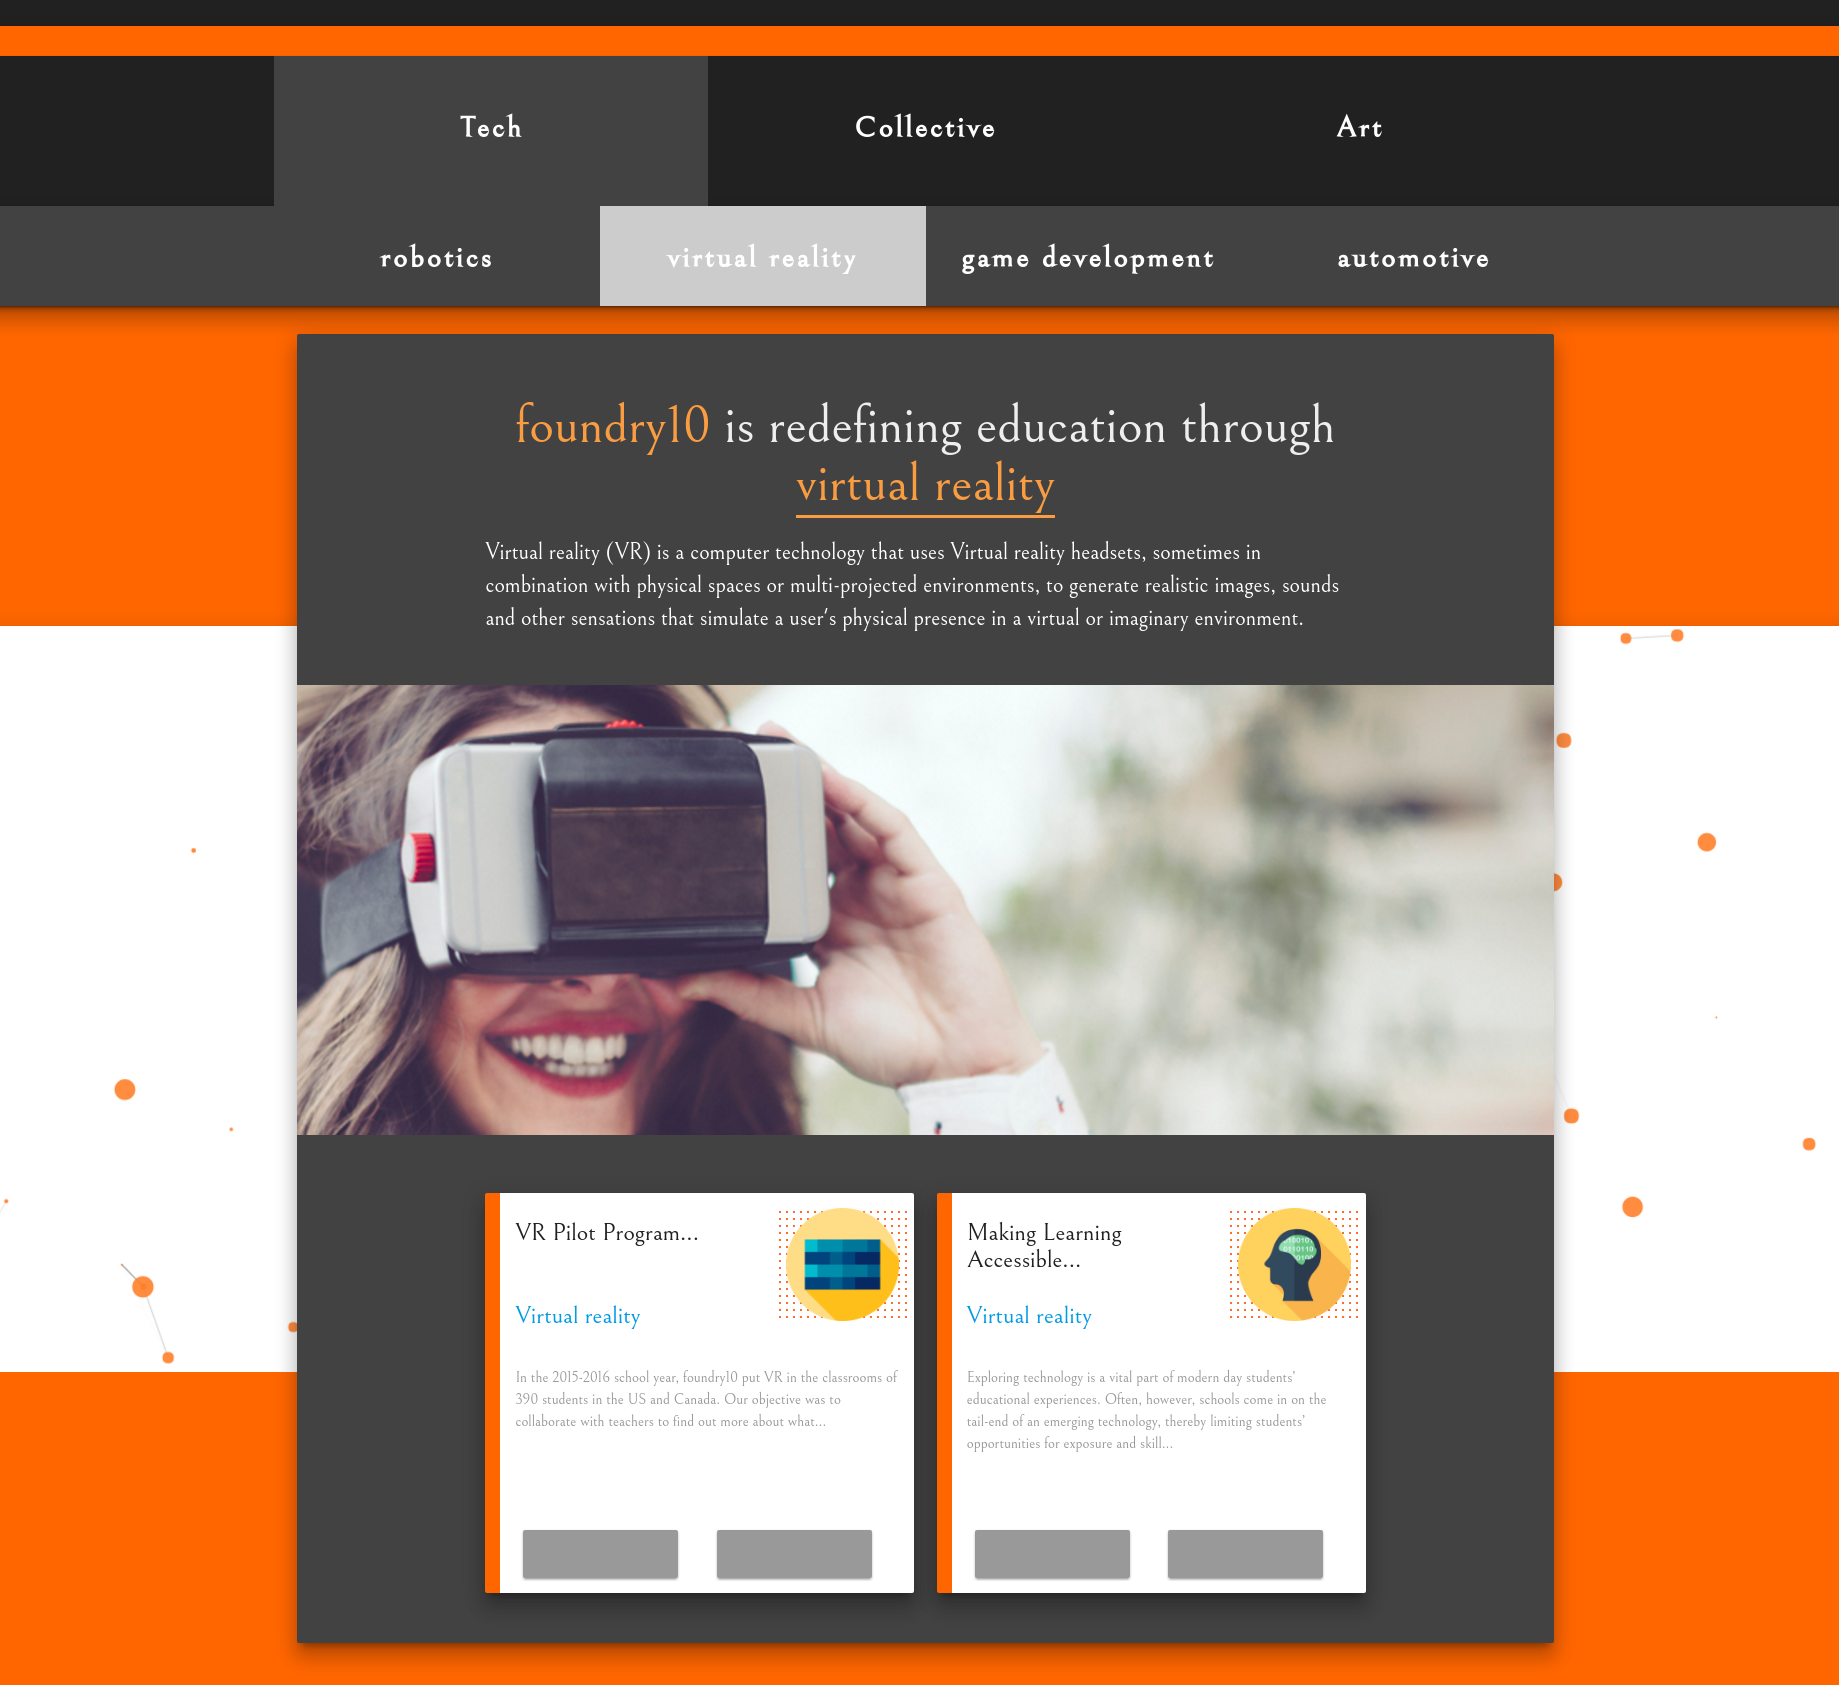 Tech Collective Art
robotics virtual reality game development automotive
foundry10 is redefining education through
virtual reality
Virtual reality (VR) is a computer technology that uses Virtual reality headsets, sometimes in
combination with physical spaces or multi-projected environments, to generate realistic images, sounds
and other sensations that simulate a user's physical presence in a virtual or imaginary environment.
VR Pilot Program...
Virtual reality
In the 2015-2016 school year, foundry10 put VR in the classrooms of
390 students in the US and Canada. Our objective was to
collaborate with teachers to find out more about what...
Making Learning
Accessible...
Virtual reality
Exploring technology is a vital part of modern day students'
educational experiences. Often, however, schools come in on the
tail-end of an emerging technology, thereby limiting students'
opportunities for exposure and skill...